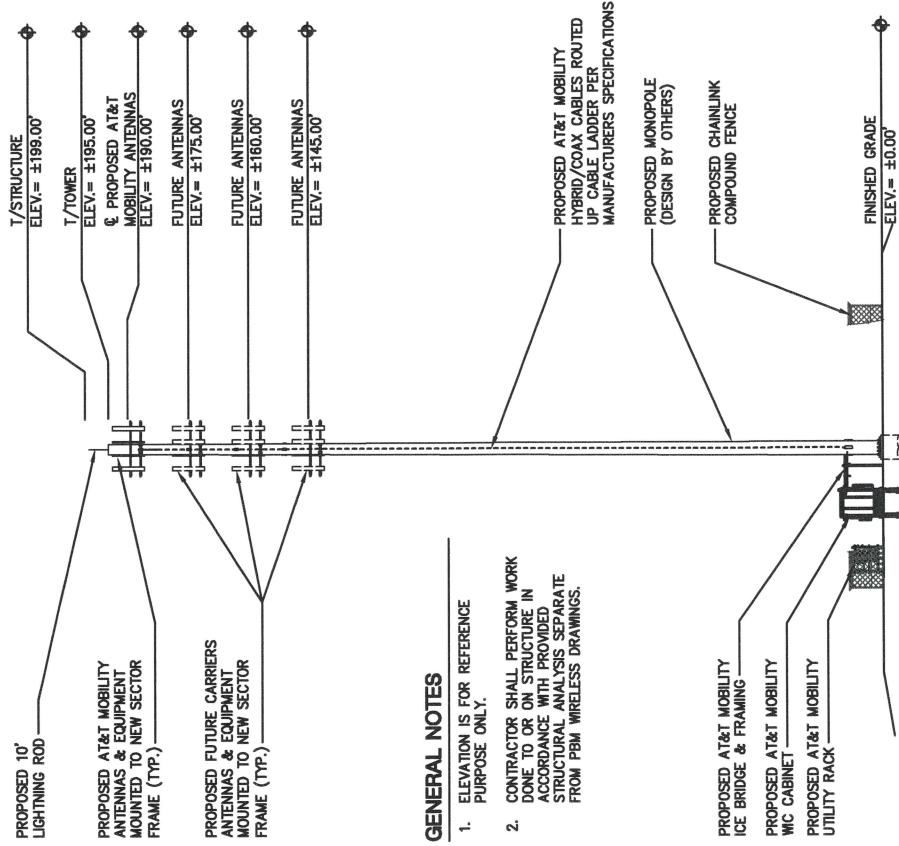 PROPOSED 10'
LIGHTNING ROD
PROPOSED AT&T MOBILITY
ANTENNAS & EQUIPMENT
MOUNTED TO NEW SECTOR
FRAME (TYP.)
PROPOSED FUTURE CARRIERS
ANTENNAS & EQUIPMENT
MOUNTED TO NEW SECTOR
FRAME (TYP.)
T/STRUCTURE
ELEV.= ±199.00'
T/TOWER
ELEV.= ±195.00'
℄ PROPOSED AT&T
MOBILITY ANTENNAS
ELEV.= ±190.00'
FUTURE ANTENNAS
ELEV.= ±175.00'
FUTURE ANTENNAS
ELEV.= ±160.00'
FUTURE ANTENNAS
ELEV.= ±145.00'
GENERAL NOTES
1. ELEVATION IS FOR REFERENCE
PURPOSE ONLY.
2. CONTRACTOR SHALL PERFORM WORK
DONE TO OR ON STRUCTURE IN
ACCORDANCE WITH PROVIDED
STRUCTURAL ANALYSIS SEPARATE
FROM PBM WIRELESS DRAWINGS.
PROPOSED AT&T MOBILITY
HYBRID/COAX CABLES ROUTED
UP CABLE LADDER PER
MANUFACTURERS SPECIFICATIONS
PROPOSED MONOPOLE
(DESIGN BY OTHERS)
PROPOSED CHAINLINK
COMPOUND FENCE
PROPOSED AT&T MOBILITY
ICE BRIDGE & FRAMING
PROPOSED AT&T MOBILITY
WIC CABINET
PROPOSED AT&T MOBILITY
UTILITY RACK
FINISHED GRADE
ELEV.= ±0.00'